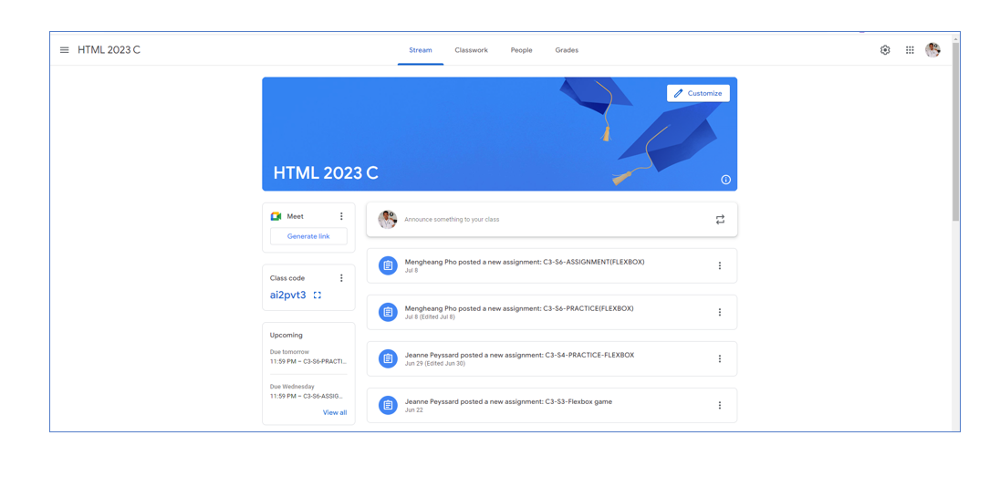 HTML 2023 C
Stream Classwork People Grades
Customize
HTML 2023 C
Meet
Generate link
Class code
ai2pvt3
Upcoming
Due tomorrow
11:59 PM – C3-S6-PRACTI...
Due Wednesday
11:59 PM – C3-S6-ASSIG...
View all
Announce something to your class
Mengheang Pho posted a new assignment: C3-S6-ASSIGNMENT(FLEXBOX)
Jul 8
Mengheang Pho posted a new assignment: C3-S6-PRACTICE(FLEXBOX)
Jul 8 (Edited Jul 8)
Jeanne Peyssard posted a new assignment: C3-S4-PRACTICE-FLEXBOX
Jun 29 (Edited Jun 30)
Jeanne Peyssard posted a new assignment: C3-S3-Flexbox game
Jun 22